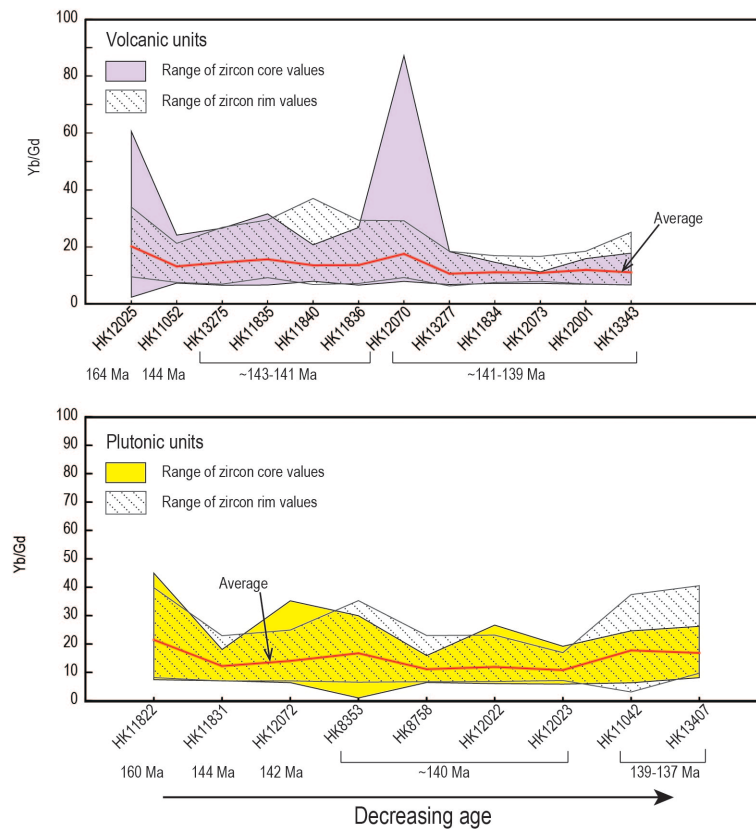 100
Volcanic units
Range of zircon core values
80
Range of zircon rim values
60
Yb/Gd
40
Average
20
0
HK12025
HK11052
HK13275
HK11835
HK11840
HK11836
HK12070
HK13277
HK11834
HK12073
HK12001
HK13343
164 Ma 144 Ma ~143-141 Ma ~141-139 Ma
100
Plutonic units
90
80
Range of zircon core values
70
Range of zircon rim values
60
Yb/Gd
50
Average
40
30
20
10
0
HK11822
HK11831
HK12072
HK8353
HK8758
HK12022
HK12023
HK11042
HK13407
160 Ma 144 Ma 142 Ma ~140 Ma 139-137 Ma
Decreasing age